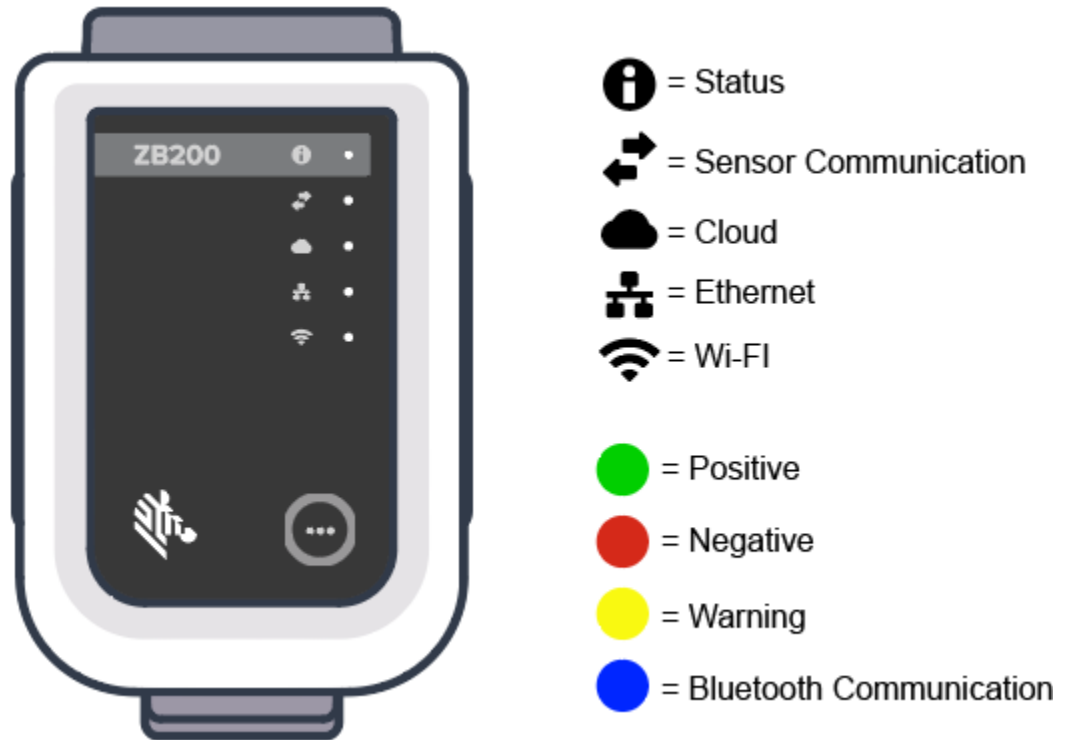 ZB200
= Status
= Sensor Communication
= Cloud
= Ethernet
= Wi-FI
= Positive
= Negative
= Warning
= Bluetooth Communication